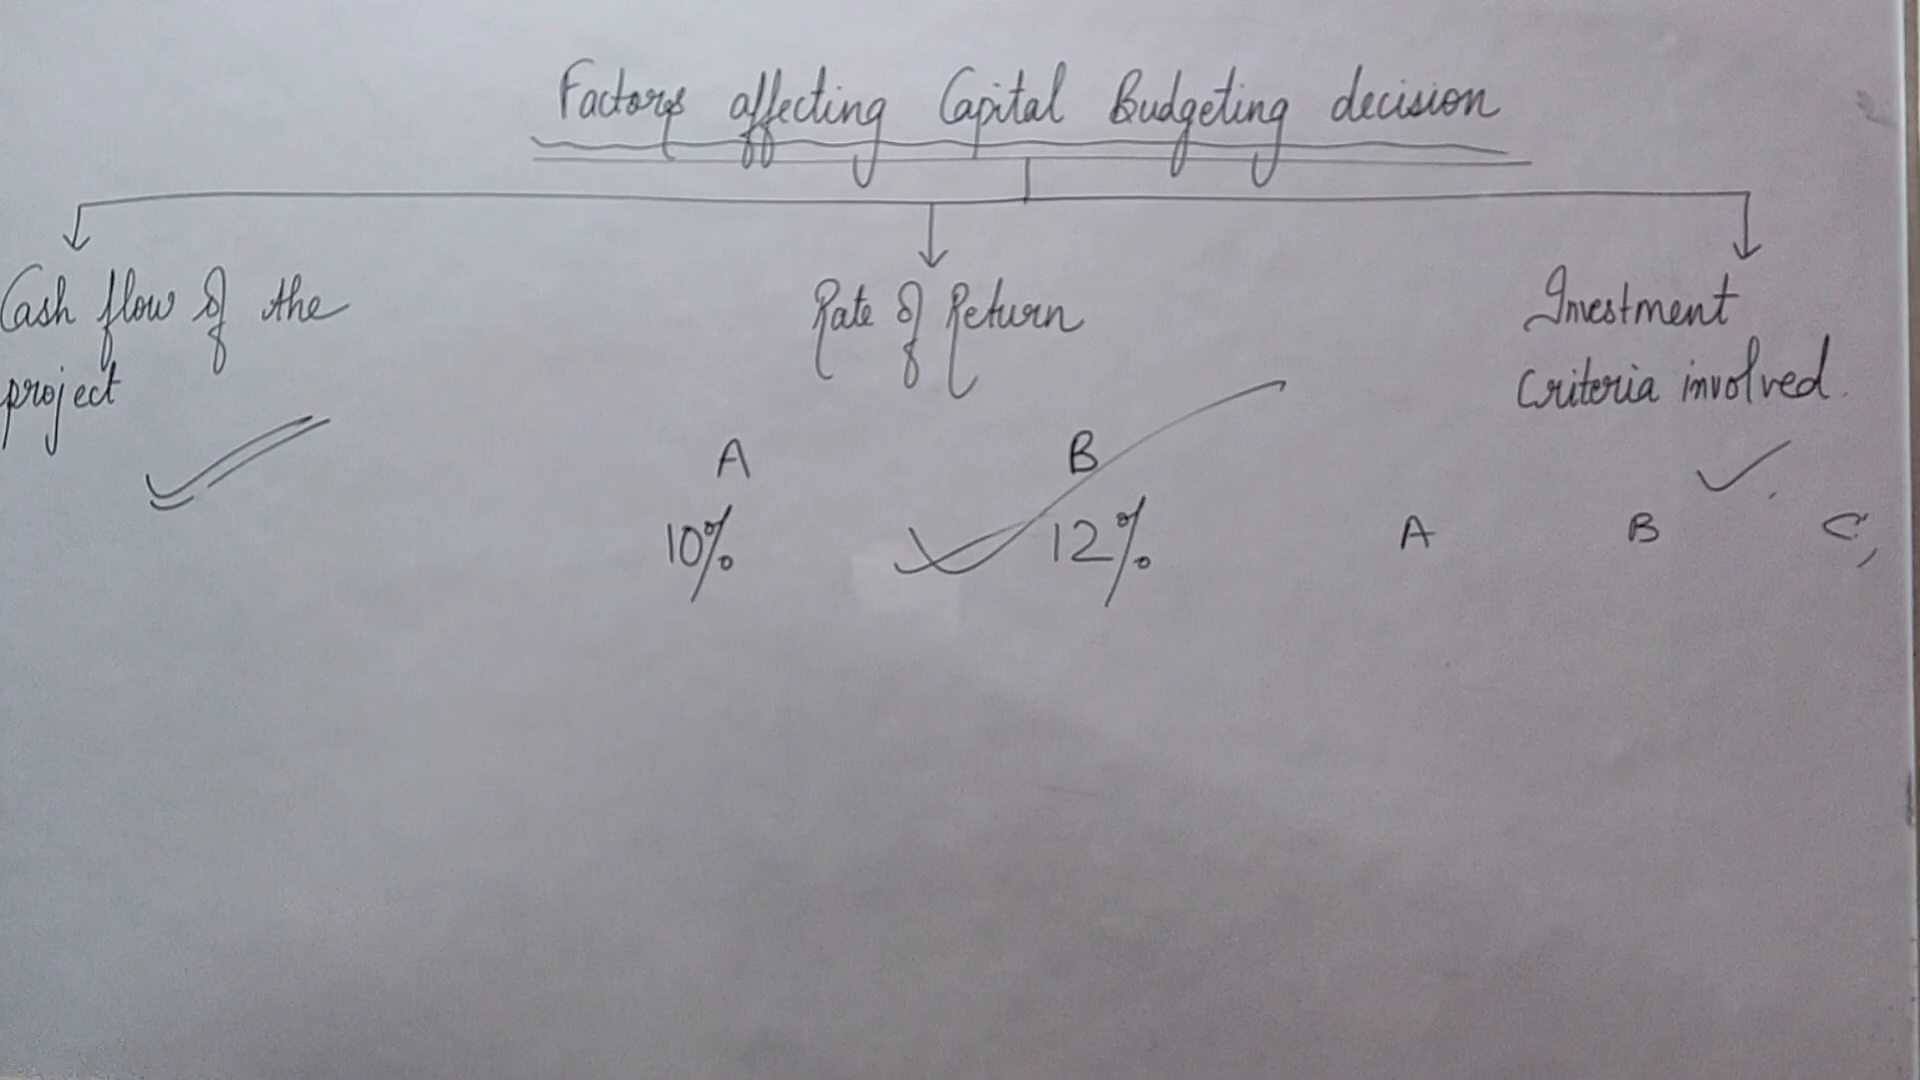 Factors affecting Capital Budgeting decision
Cash flow of the
project
Rate of Return
A B
10% 12%
Investment
Criteria involved.
A B C,